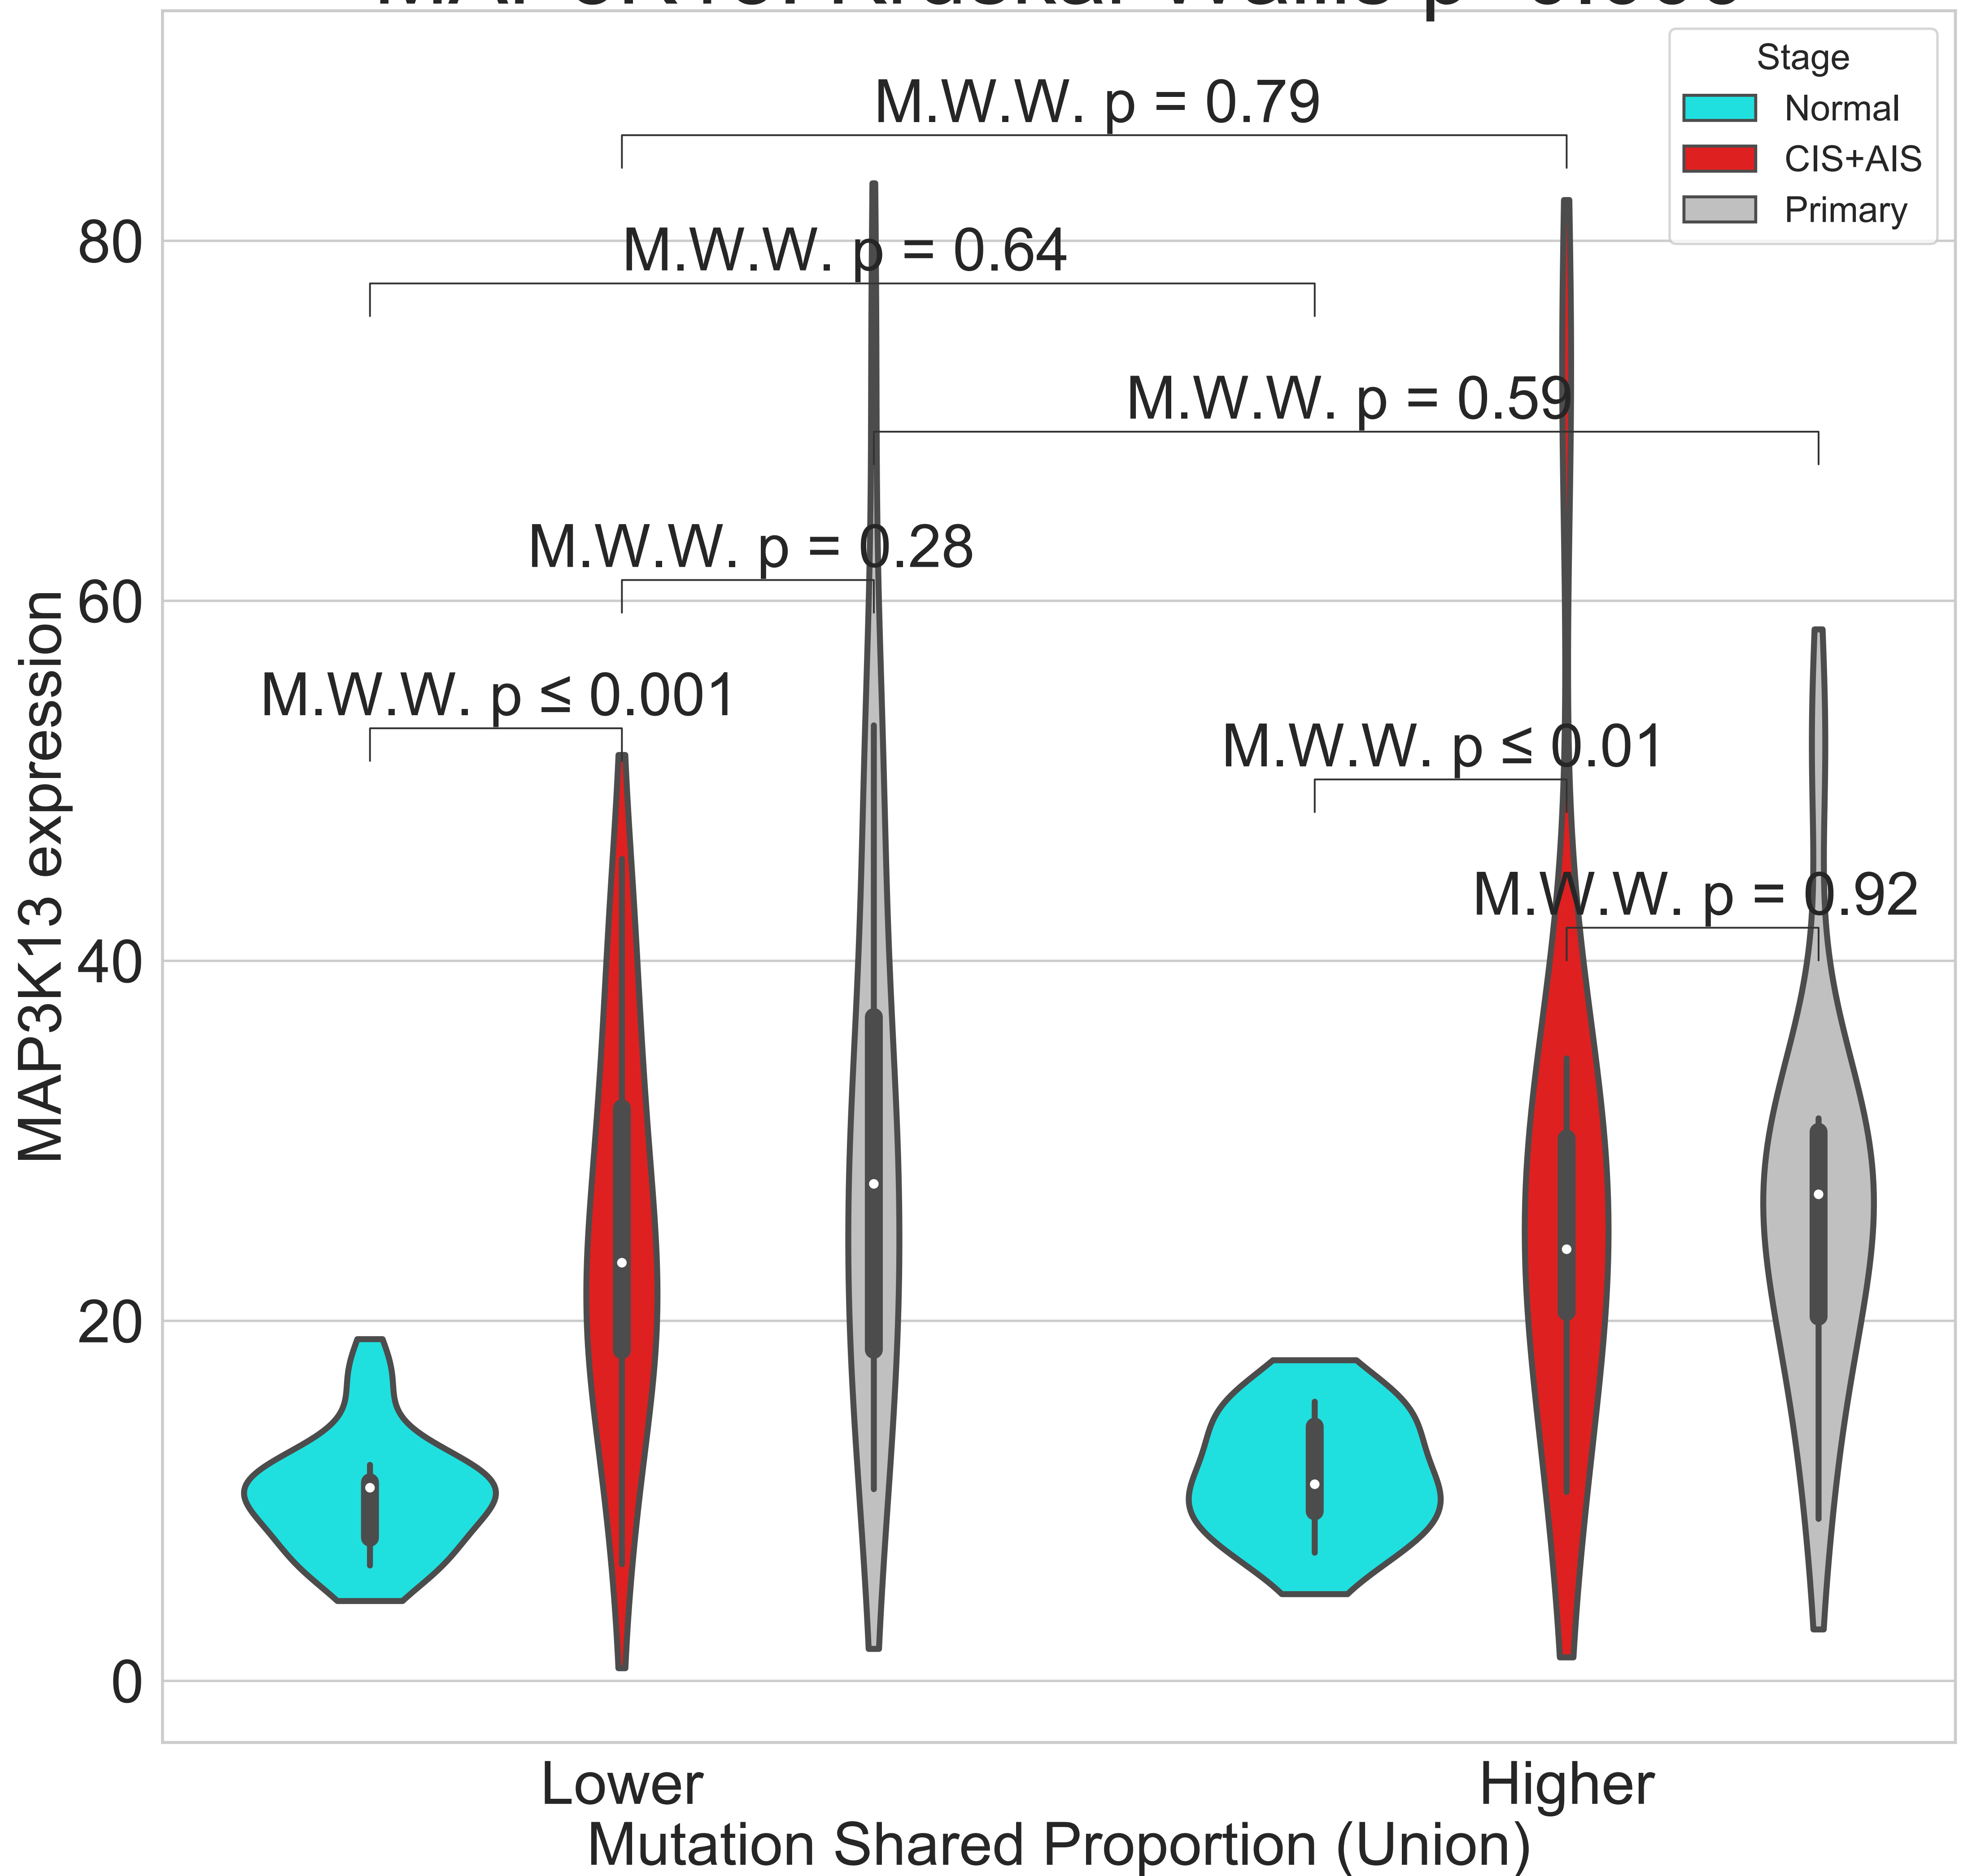 Stage
Normal
CIS+AIS
Primary
M.W.W. p = 0.79
M.W.W. p = 0.64
M.W.W. p = 0.59
M.W.W. p = 0.28
M.W.W. p ≤ 0.001
M.W.W. p ≤ 0.01
M.W.W. p = 0.92
MAP3K13 expression
80
60
40
20
0
Lower
Higher
Mutation Shared Proportion (Union)